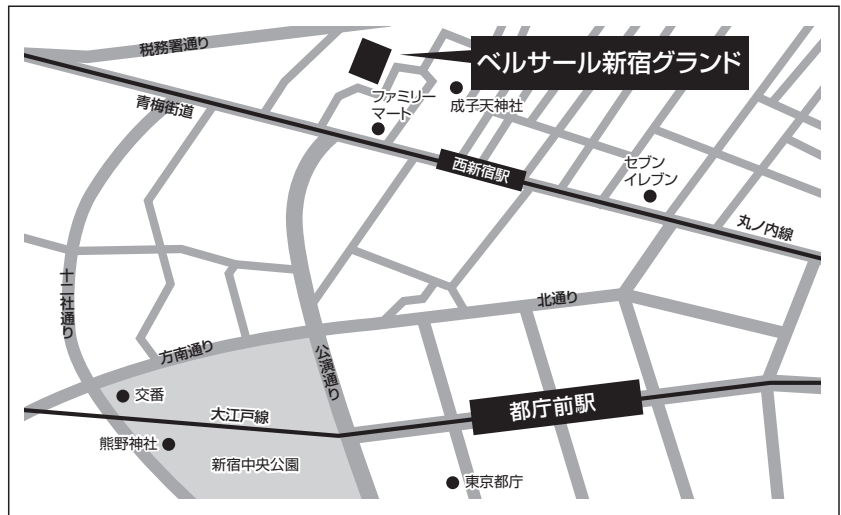 税務署通り
ベルサール新宿グランド
青梅街道
ファミリー
マート
成子天神社
西新宿駅
セブン
イレブン
丸ノ内線
十二社通り
北通り
方南通り
公演通り
交番
大江戸線
都庁前駅
熊野神社
新宿中央公園
東京都庁